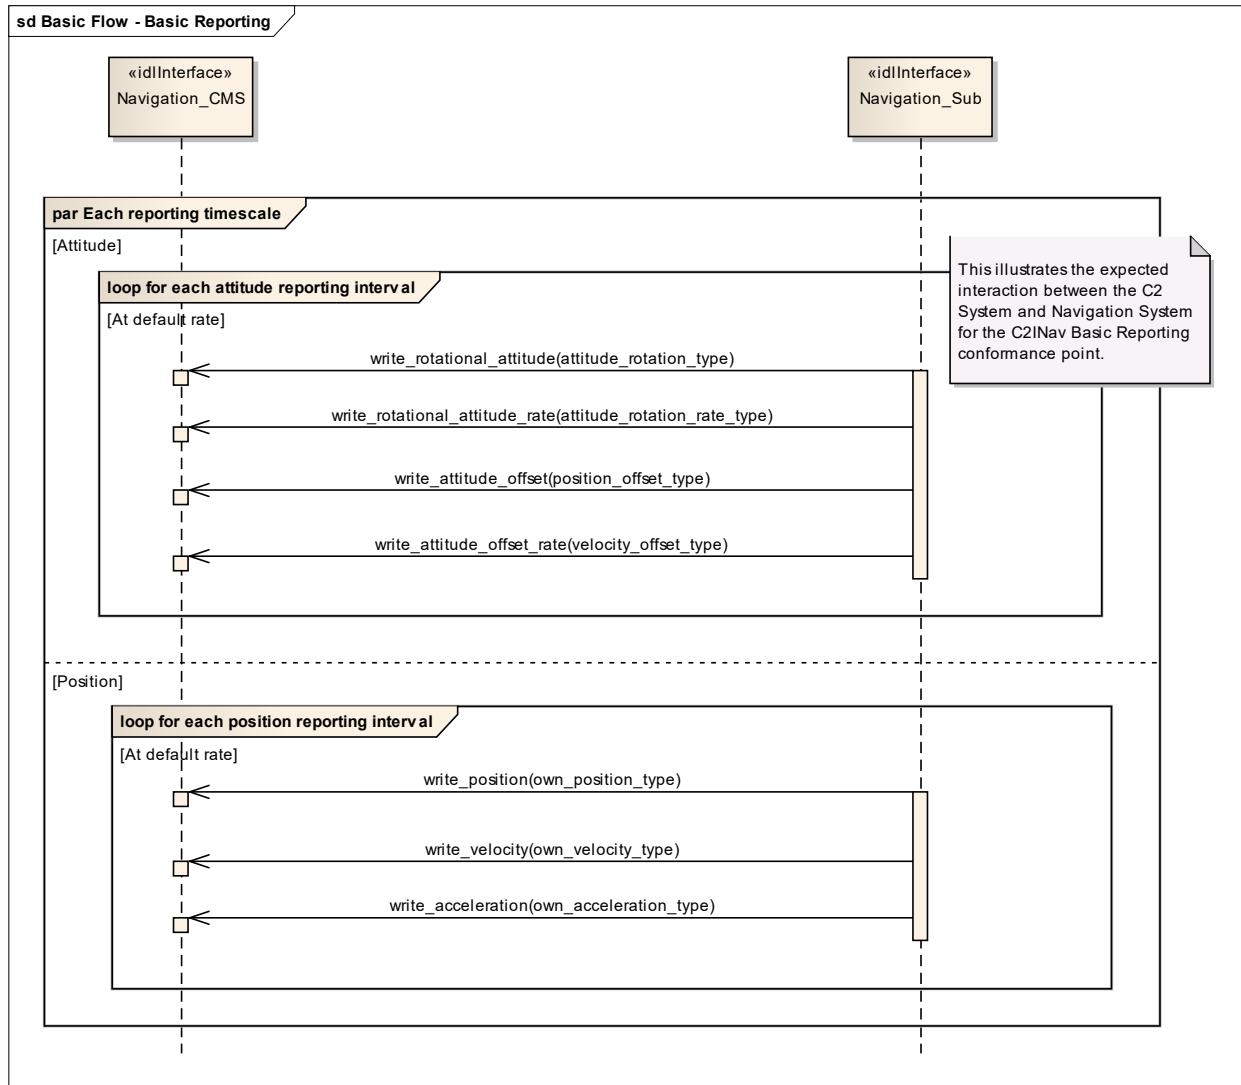 sd Basic Flow - Basic Reporting
«idlInterface»
Navigation_CMS
«idlInterface»
Navigation_Sub
par Each reporting timescale
[Attitude]
loop for each attitude reporting interval
[At default rate]
This illustrates the expected
interaction between the C2
System and Navigation System
for the C2INav Basic Reporting
conformance point.
write_rotational_attitude(attitude_rotation_type)
write_rotational_attitude_rate(attitude_rotation_rate_type)
write_attitude_offset(position_offset_type)
write_attitude_offset_rate(velocity_offset_type)
[Position]
loop for each position reporting interval
[At default rate]
write_position(own_position_type)
write_velocity(own_velocity_type)
write_acceleration(own_acceleration_type)